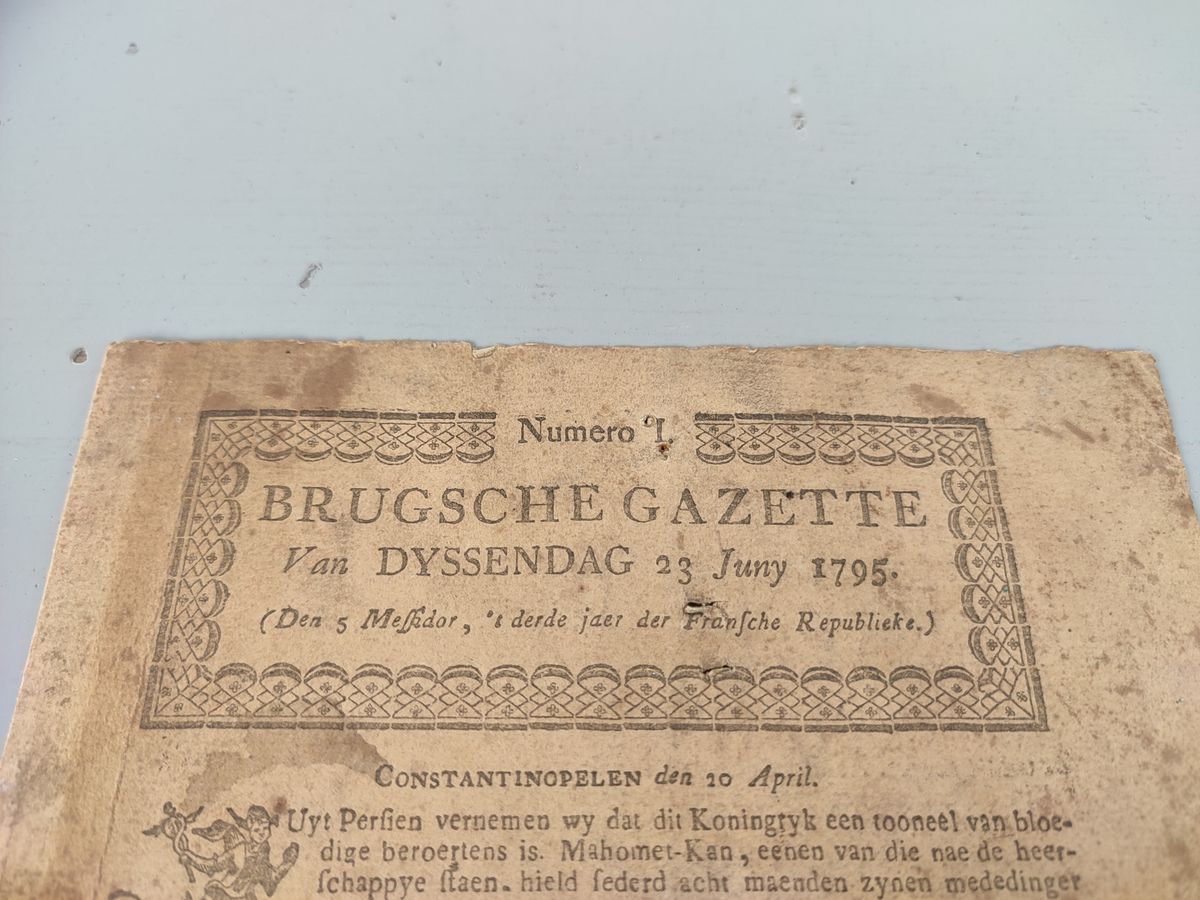 Numero I.
BRUGSCHE GAZETTE
Van DYSSENDAG 23 Juny 1795.
(Den 5 Meſſidor, 't derde jaer der Franſche Republieke.)
CONSTANTINOPELEN den 20 April.
Uyt Perſien vernemen wy dat dit Koningtyk een tooneel van bloe-
dige beroertens is. Mahomet-Kan, eenen van die nae de heer-
ſchappye ſtaen. hield ſederd acht maenden zynen mededinger